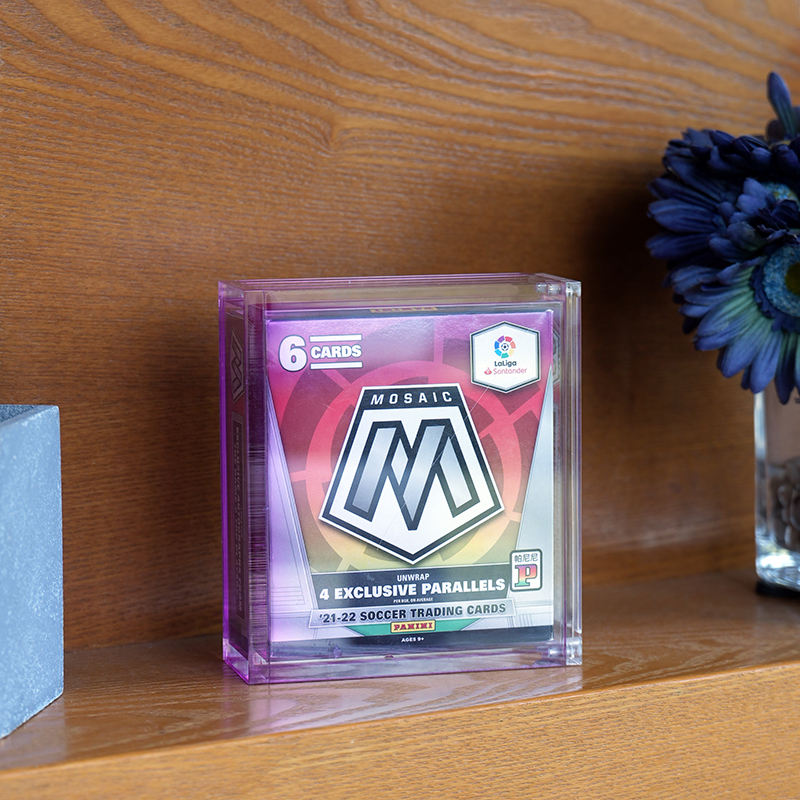 6 CARDS
LaLiga
Santander
MOSAIC
M
UNWRAP
4 EXCLUSIVE PARALLELS
PER BOX, ON AVERAGE
帕尼尼
P
'21-22 SOCCER TRADING CARDS
PANINI
AGES 9+